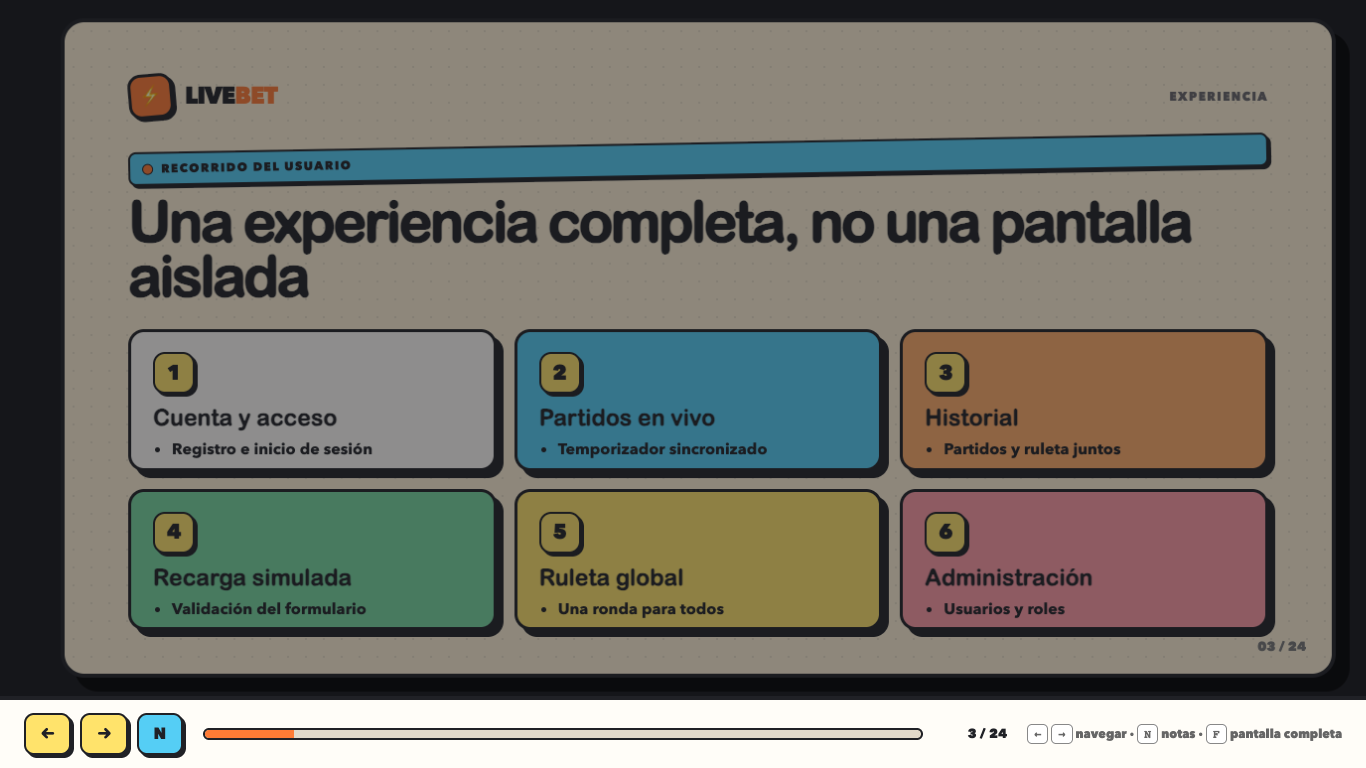 LIVEBET
EXPERIENCIA
RECORRIDO DEL USUARIO
Una experiencia completa, no una pantalla
aislada
1
Cuenta y acceso
• Registro e inicio de sesión
2
Partidos en vivo
• Temporizador sincronizado
3
Historial
• Partidos y ruleta juntos
4
Recarga simulada
• Validación del formulario
5
Ruleta global
• Una ronda para todos
6
Administración
• Usuarios y roles
03 / 24
← → N 3 / 24 ← → navegar • N notas • F pantalla completa